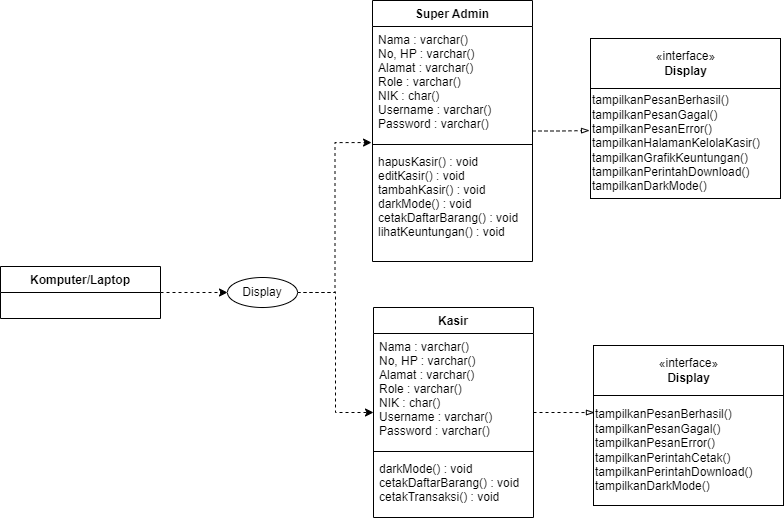 Super Admin
Nama : varchar()
No, HP : varchar()
Alamat : varchar()
Role : varchar()
NIK : char()
Username : varchar()
Password : varchar()
hapusKasir() : void
editKasir() : void
tambahKasir() : void
darkMode() : void
cetakDaftarBarang() : void
lihatKeuntungan() : void
«interface»
Display
tampilkanPesanBerhasil()
tampilkanPesanGagal()
tampilkanPesanError()
tampilkanHalamanKelolaKasir()
tampilkanGrafikKeuntungan()
tampilkanPerintahDownload()
tampilkanDarkMode()
Komputer/Laptop
Display
Kasir
Nama : varchar()
No, HP : varchar()
Alamat : varchar()
Role : varchar()
NIK : char()
Username : varchar()
Password : varchar()
darkMode() : void
cetakDaftarBarang() : void
cetakTransaksi() : void
«interface»
Display
tampilkanPesanBerhasil()
tampilkanPesanGagal()
tampilkanPesanError()
tampilkanPerintahCetak()
tampilkanPerintahDownload()
tampilkanDarkMode()